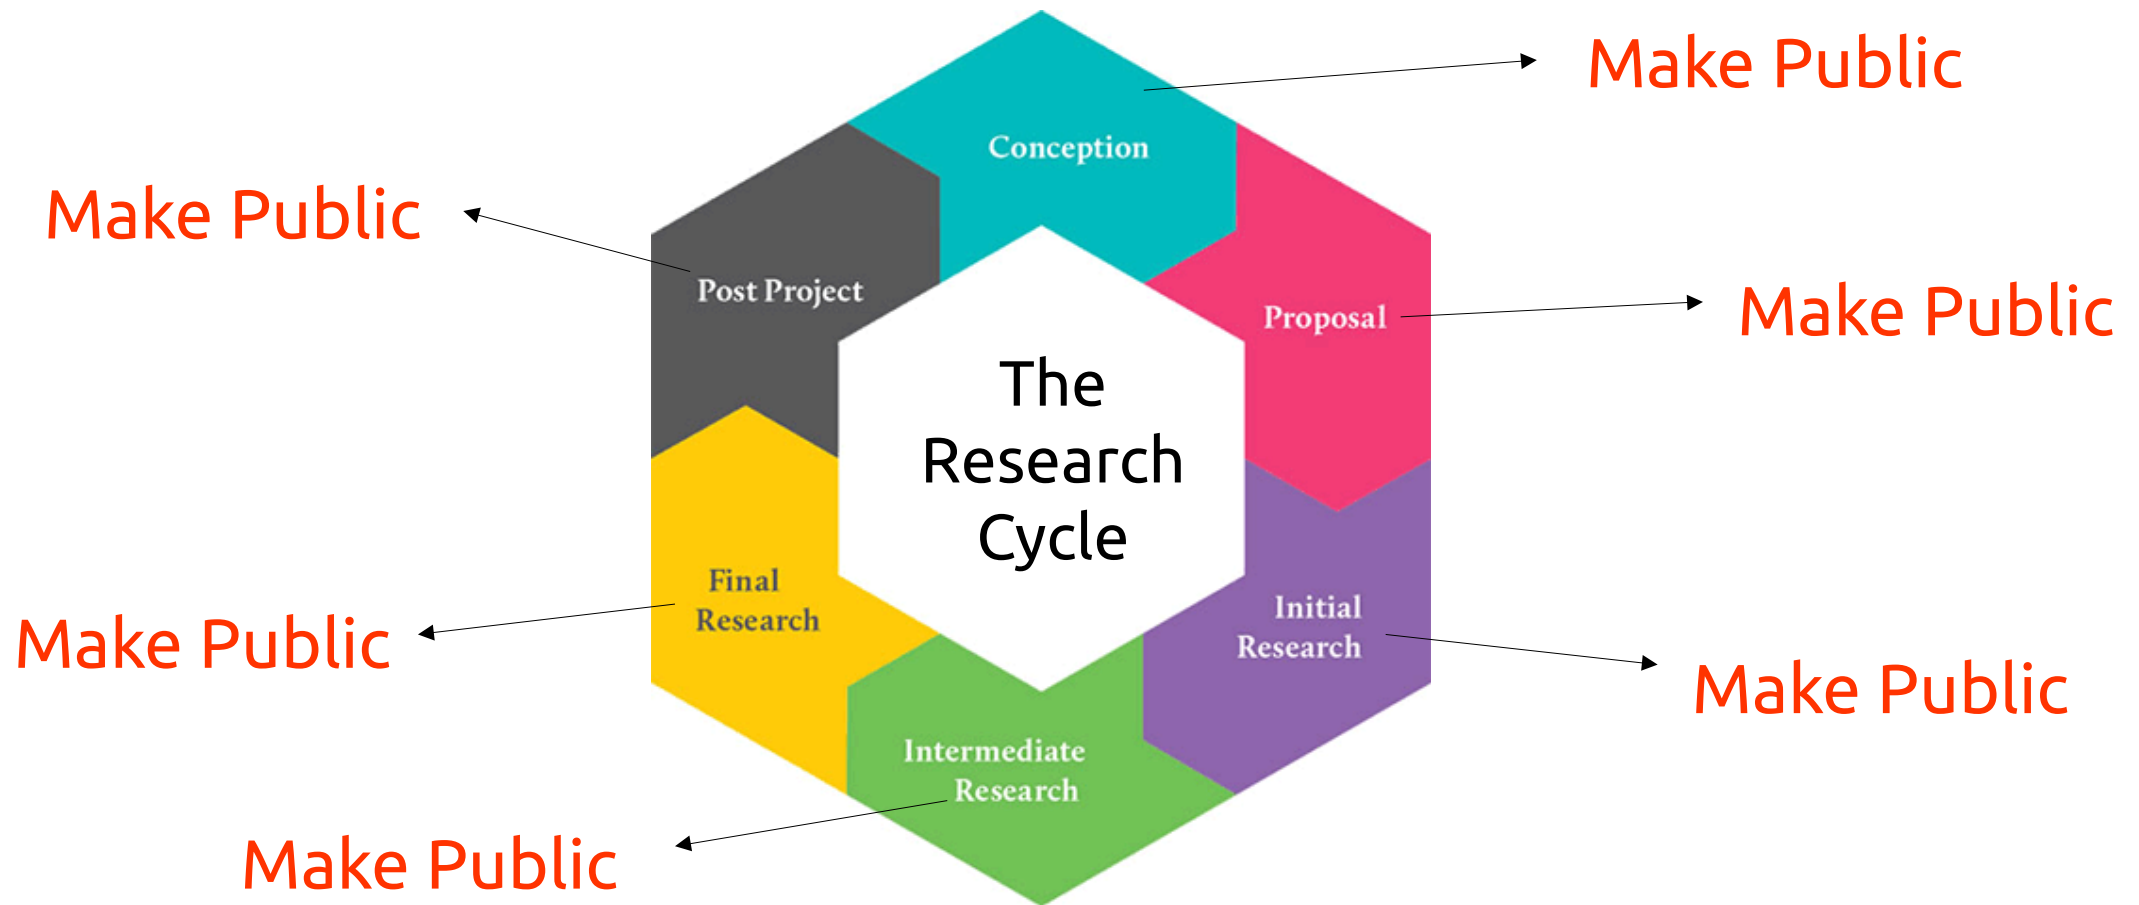 Make Public
Conception
Make Public
Post Project
Proposal
Make Public
The
Research
Cycle
Final
Research
Initial
Research
Make Public
Make Public
Intermediate
Research
Make Public